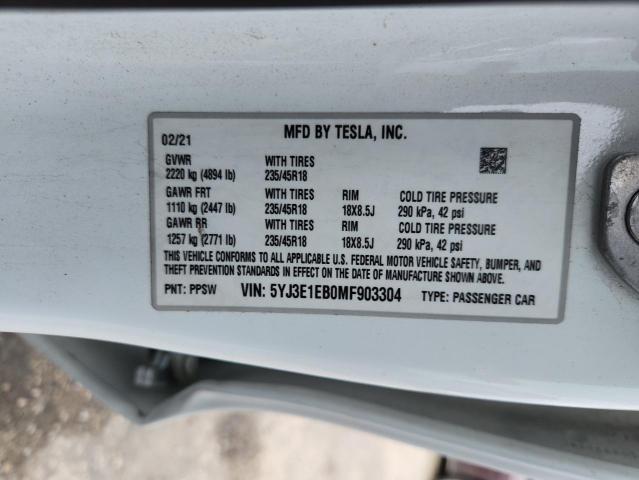 MFD BY TESLA, INC.
02/21
GVWR WITH TIRES
2220 kg (4894 lb) 235/45R18
GAWR FRT WITH TIRES RIM COLD TIRE PRESSURE
1110 kg (2447 lb) 235/45R18 18X8.5J 290 kPa, 42 psi
GAWR RR WITH TIRES RIM COLD TIRE PRESSURE
1257 kg (2771 lb) 235/45R18 18X8.5J 290 kPa, 42 psi
THIS VEHICLE CONFORMS TO ALL APPLICABLE U.S. FEDERAL MOTOR VEHICLE SAFETY, BUMPER, AND
THEFT PREVENTION STANDARDS IN EFFECT ON THE DATE OF MANUFACTURE SHOWN ABOVE.
PNT: PPSW VIN: 5YJ3E1EB0MF903304 TYPE: PASSENGER CAR